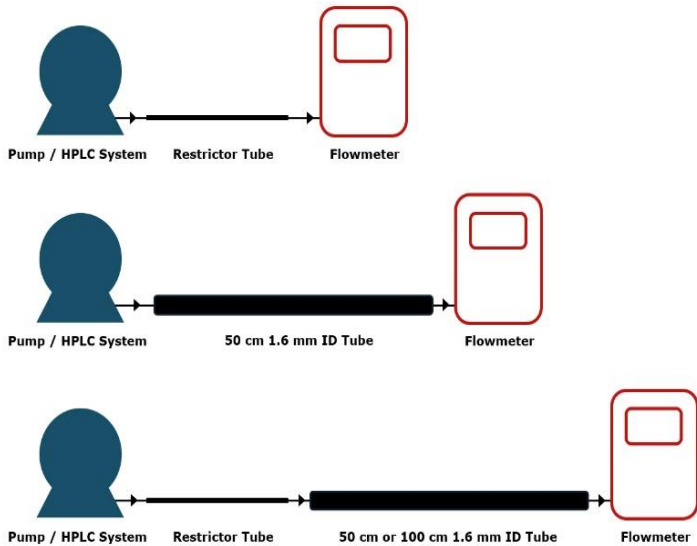 Pump / HPLC System Restrictor Tube Flowmeter
Pump / HPLC System 50 cm 1.6 mm ID Tube Flowmeter
Pump / HPLC System Restrictor Tube 50 cm or 100 cm 1.6 mm ID Tube Flowmeter